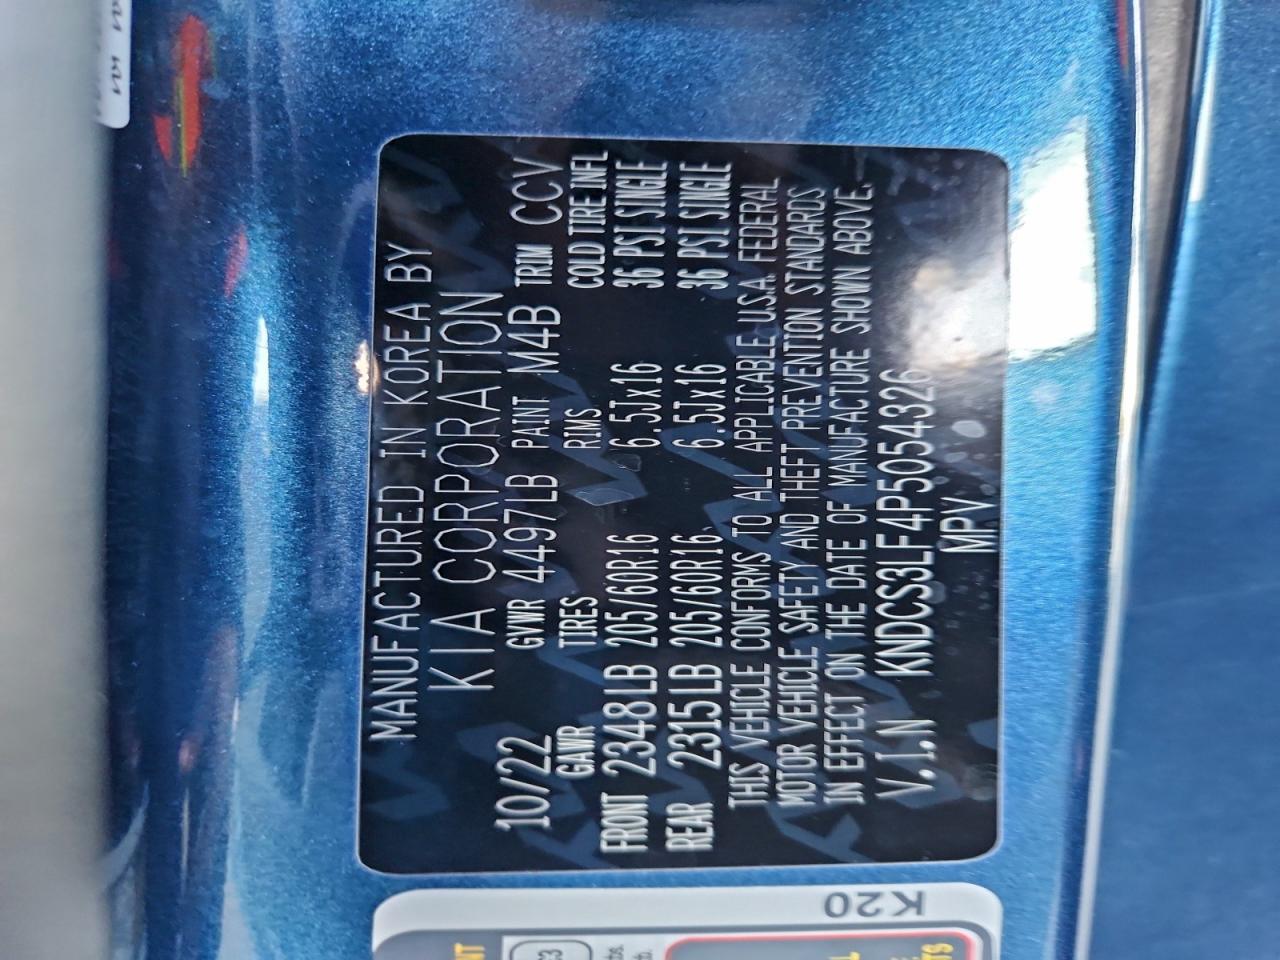 MANUFACTURED IN KOREA BY
KIA CORPORATION
10/22 GVWR 4497LB PAINT M4B TRIM CCV
GAWR TIRES RIMS COLD TIRE INFL
FRONT 2348LB 205/60R16 6.5Jx16 36 PSI SINGLE
REAR 2315LB 205/60R16 6.5Jx16 36 PSI SINGLE
THIS VEHICLE CONFORMS TO ALL APPLICABLE U.S.A. FEDERAL
MOTOR VEHICLE SAFETY AND THEFT PREVENTION STANDARDS
IN EFFECT ON THE DATE OF MANUFACTURE SHOWN ABOVE.
V.I.N KNDCS3LF4P5054326
MPV
K20